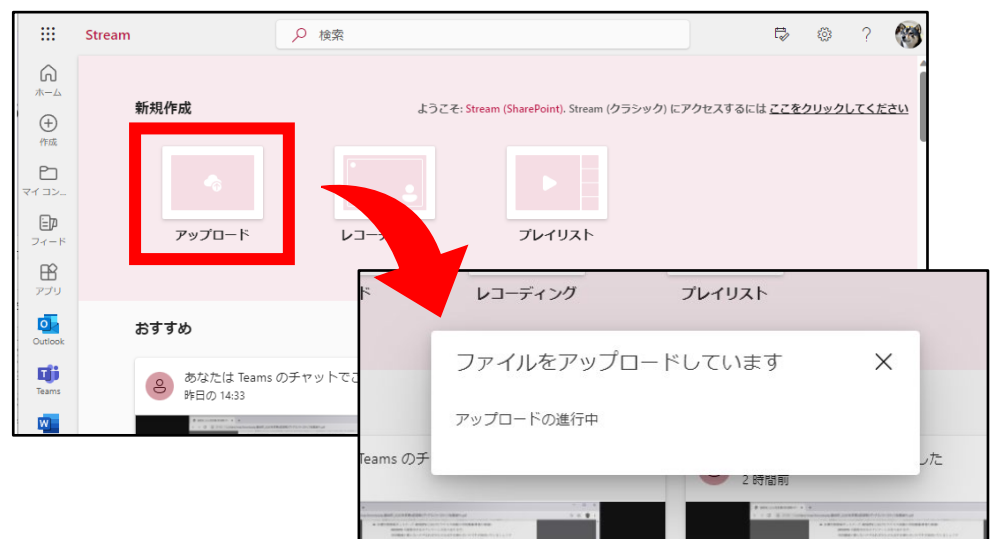 Stream
検索
ホーム
作成
マイ コン...
フィード
アプリ
Outlook
Teams
新規作成
ようこそ: Stream (SharePoint). Stream (クラシック) にアクセスするには ここをクリックしてください
アップロード
レコー
プレイリスト
おすすめ
あなたは Teams のチャットでこ
昨日の 14:33
ド
レコーディング
プレイリスト
ファイルをアップロードしています
アップロードの進行中
Teams のチ
した
2 時間前